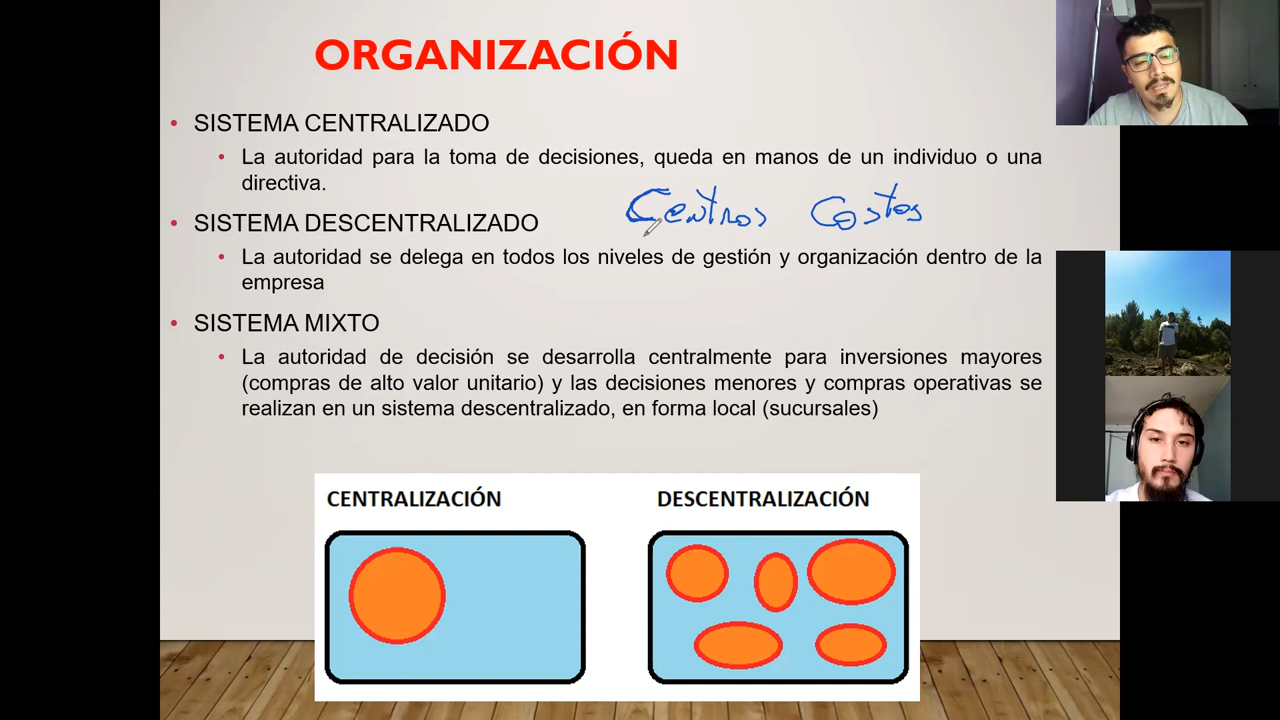 ORGANIZACIÓN
• SISTEMA CENTRALIZADO
• La autoridad para la toma de decisiones, queda en manos de un individuo o una
directiva.
Centros Costos
• SISTEMA DESCENTRALIZADO
• La autoridad se delega en todos los niveles de gestión y organización dentro de la
empresa
• SISTEMA MIXTO
• La autoridad de decisión se desarrolla centralmente para inversiones mayores
(compras de alto valor unitario) y las decisiones menores y compras operativas se
realizan en un sistema descentralizado, en forma local (sucursales)
CENTRALIZACIÓN
DESCENTRALIZACIÓN